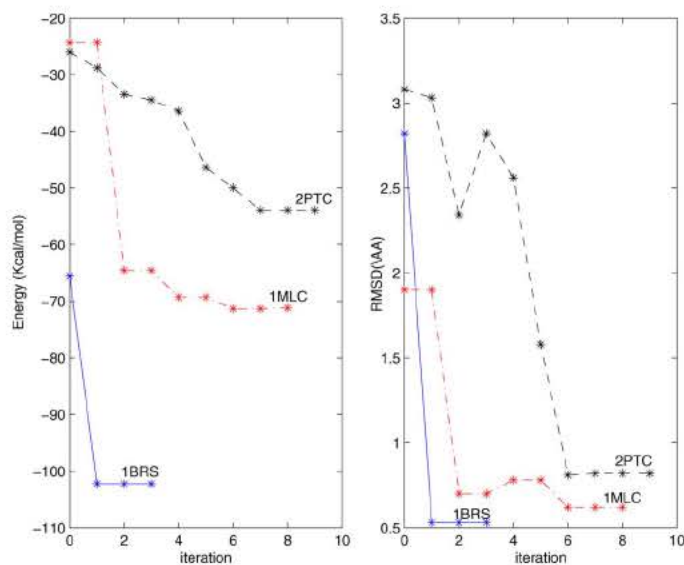 -20
-30
-40
-50
-60
-70
-80
-90
-100
-110
Energy (Kcal/mol)
0
2
4
6
8
10
iteration
2PTC
1MLC
1BRS
3.5
3
2.5
2
1.5
1
0.5
RMSD(\AA)
0
2
4
6
8
10
iteration
2PTC
1MLC
1BRS